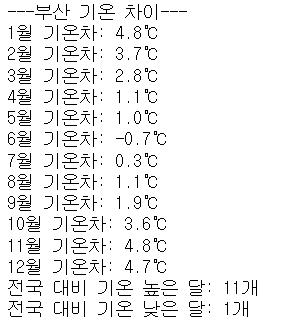 ---부산 기온 차이---
1월 기온차: 4.8℃
2월 기온차: 3.7℃
3월 기온차: 2.8℃
4월 기온차: 1.1℃
5월 기온차: 1.0℃
6월 기온차: -0.7℃
7월 기온차: 0.3℃
8월 기온차: 1.1℃
9월 기온차: 1.9℃
10월 기온차: 3.6℃
11월 기온차: 4.8℃
12월 기온차: 4.7℃
전국 대비 기온 높은 달: 11개
전국 대비 기온 낮은 달: 1개